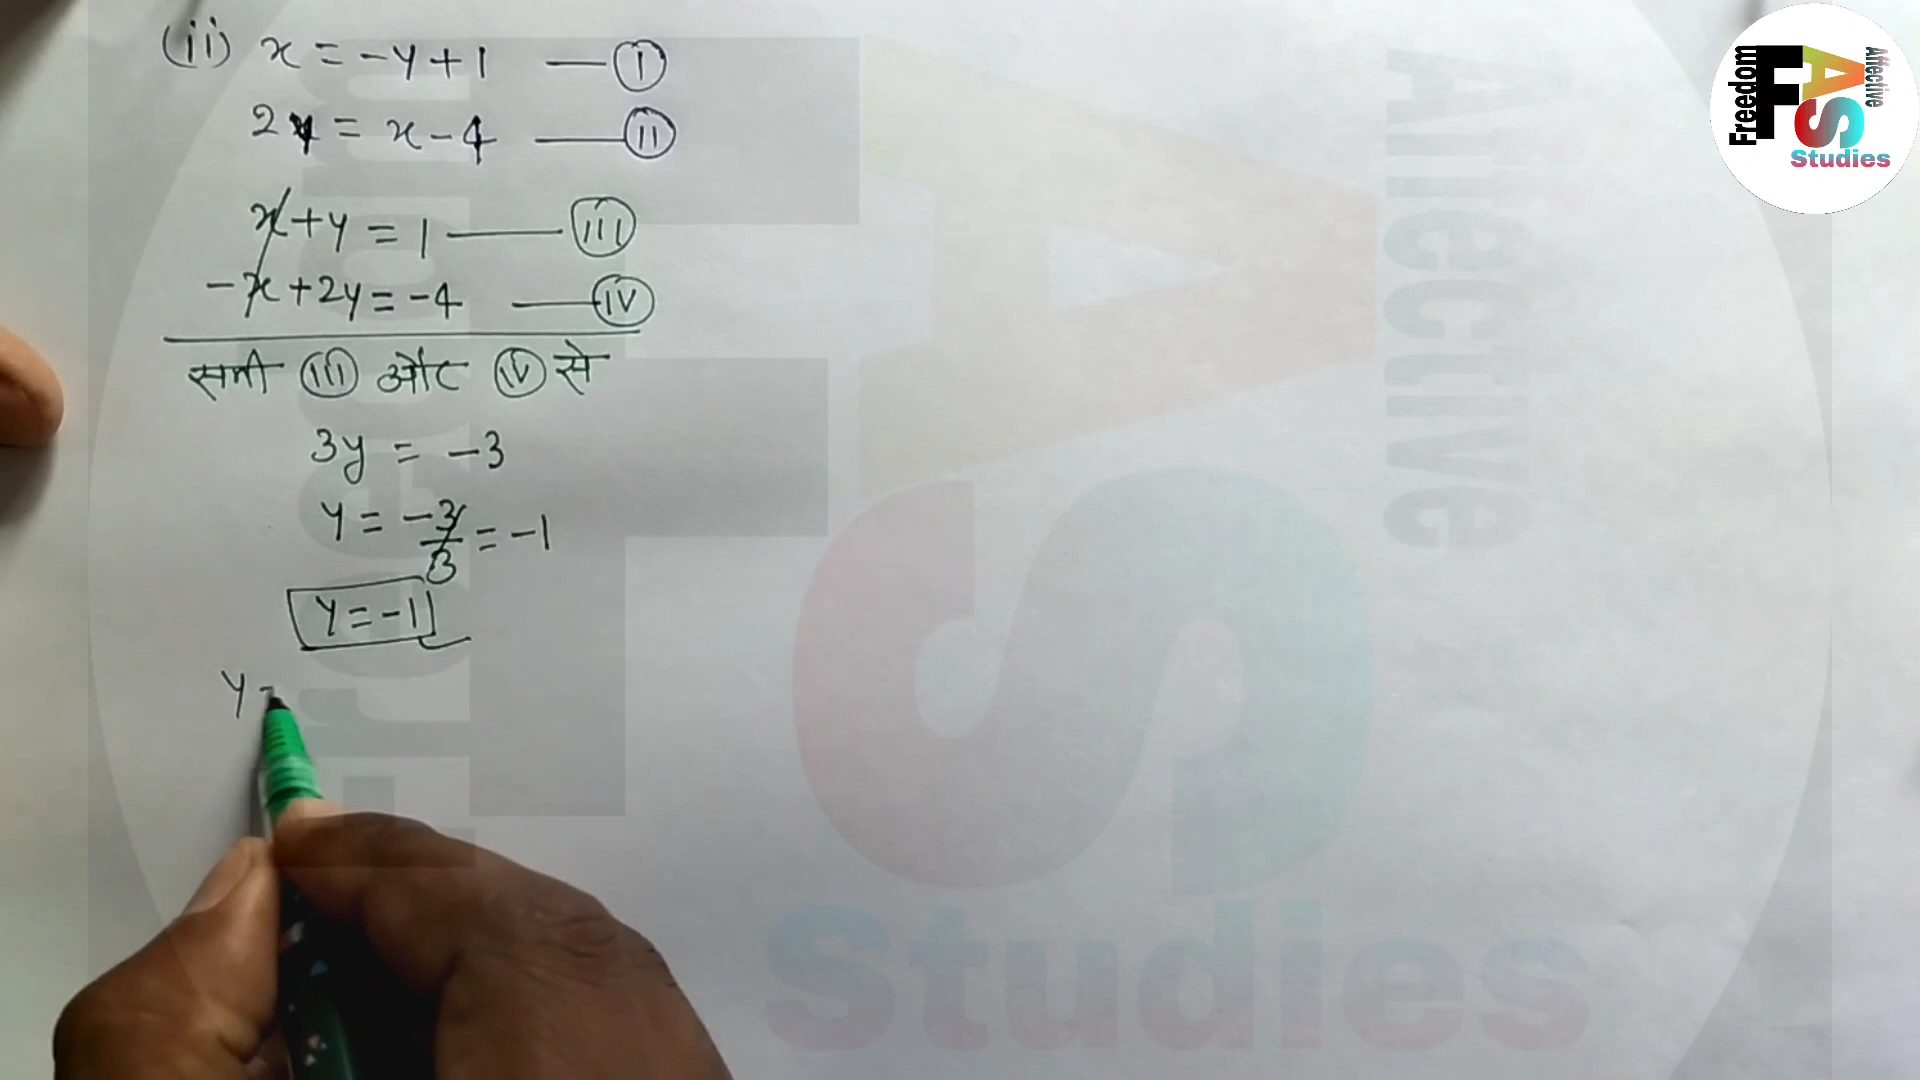 (ii) x = -y+1 — (I)
2y = x-4 — (II)
x+y = 1 — (III)
-x+2y = -4 — (IV)
समी (III) और (IV) से
3y = -3
y = -3/3 = -1
y = -1
y =
Freedom
FAS
Affective
Studies